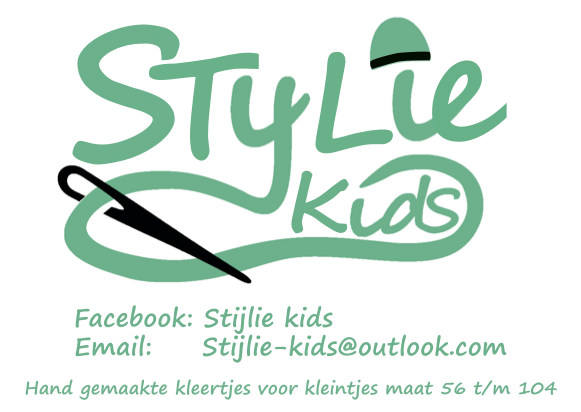 STyLie
Kids
Facebook: Stijlie kids
Email: Stijlie-kids@outlook.com
Hand gemaakte kleertjes voor kleintjes maat 56 t/m 104